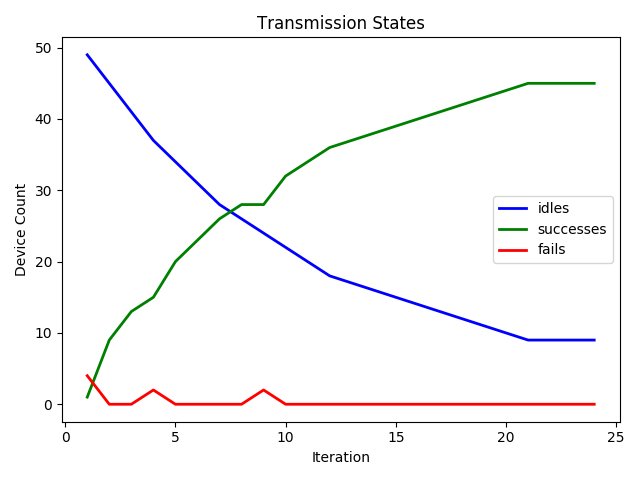 Transmission States
Device Count
50
40
30
20
10
0
idles
successes
fails
0 5 10 15 20 25
Iteration